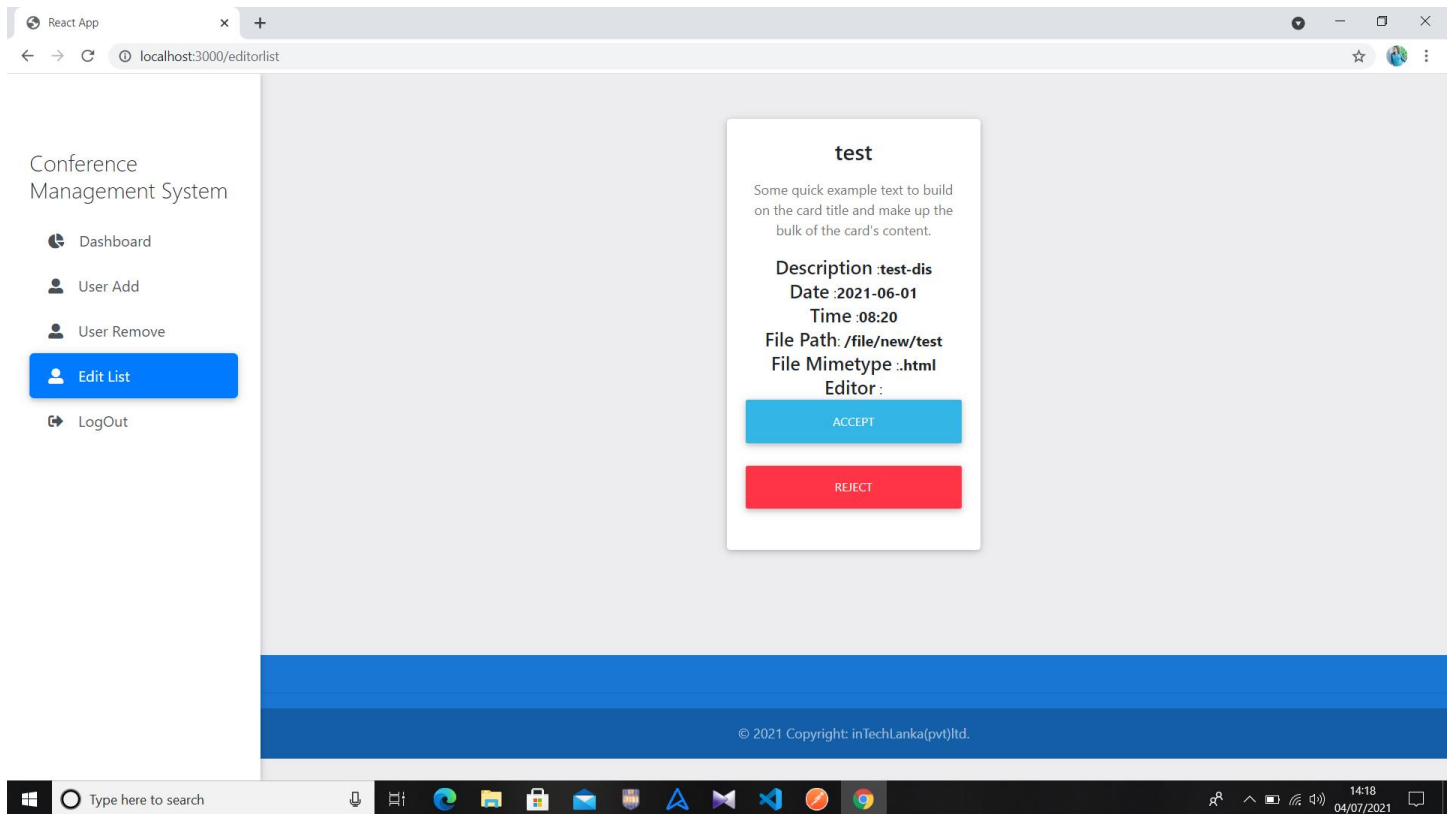 React App
localhost:3000/editorlist
Conference
Management System
Dashboard
User Add
User Remove
Edit List
LogOut
test
Some quick example text to build
on the card title and make up the
bulk of the card's content.
Description :test-dis
Date :2021-06-01
Time :08:20
File Path: /file/new/test
File Mimetype :.html
Editor :
ACCEPT
REJECT
© 2021 Copyright: inTechLanka(pvt)ltd.
Type here to search
14:18
04/07/2021